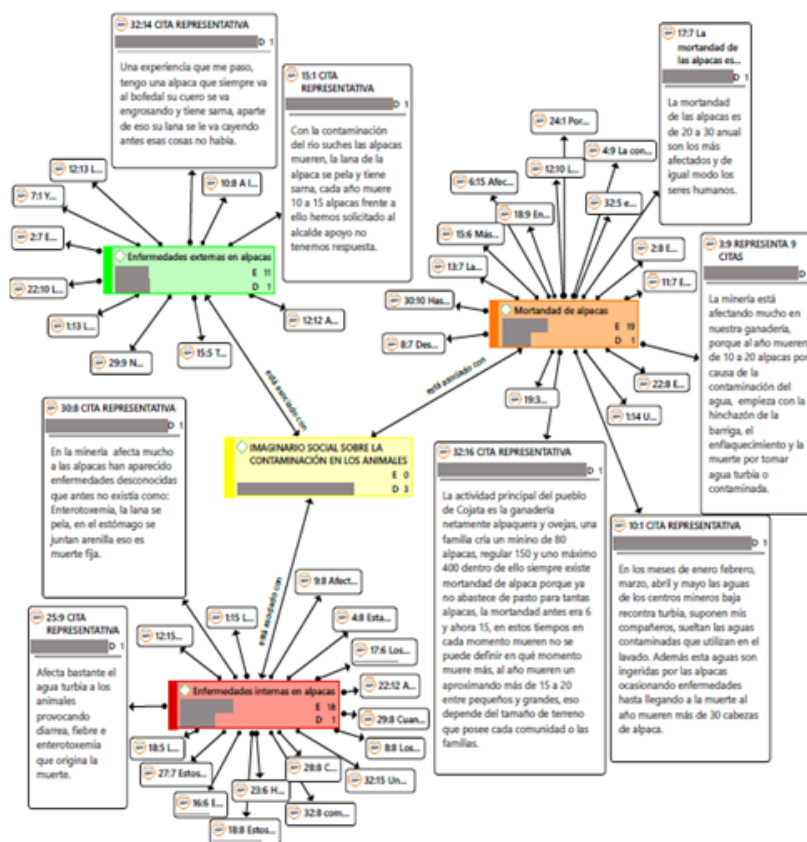 32:14 CITA REPRESENTATIVA
D 1
Una experiencia que me paso,
tengo una alpaca que siempre va
al bofedal su cuero se va
engrosando y tiene sarna, aparte
de eso su lana se le va cayendo
antes esas cosas no había.
15:1 CITA
REPRESENTATIVA
D 1
Con la contaminación
del rio suches las alpacas
mueren, la lana de la
alpaca se pela y tiene
sarna, cada año muere
10 a 15 alpacas frente a
ello hemos solicitado al
alcalde apoyo no
tenemos respuesta.
17:7 La
mortandad de
las alpacas es...
D 1
La mortandad
de las alpacas es
de 20 a 30 anual
son los más
afectados y de
igual modo los
seres humanos.
12:13 L...
7:1 Y...
2:7 E...
22:10 L...
1:13 L...
29:9 N...
15:5 T...
12:12 A...
10:8 A l...
Enfermedades externas en alpacas
E 11
D 1
24:1 Por...
4:9 La con...
6:15 Afec...
12:10 L...
18:9 En...
32:5 e...
15:6 Más...
13:7 La...
30:10 Has...
8:7 Des...
2:8 E...
11:7 E...
22:8 E...
1:14 U...
19:3...
Mortandad de alpacas
E 19
D 1
3:9 REPRESENTA 9
CITAS
D 1
La minería está
afectando mucho en
nuestra ganadería,
porque al año mueren
de 10 a 20 alpacas por
causa de la
contaminación del
agua, empieza con la
hinchazón de la
barriga, el
enflaquecimiento y la
muerte por tomar
agua turbia o
contaminada.
está asociado con
está asociado con
está asociado con
IMAGINARIO SOCIAL SOBRE LA
CONTAMINACIÓN EN LOS ANIMALES
E 0
D 3
30:8 CITA REPRESENTATIVA
D 1
En la minería afecta mucho
a las alpacas han aparecido
enfermedades desconocidas
que antes no existía como:
Enterotoxemia, la lana se
pela, en el estómago se
juntan arenilla eso es
muerte fija.
32:16 CITA REPRESENTATIVA
D 1
La actividad principal del pueblo
de Cojata es la ganadería
netamente alpaquera y ovejas, una
familia cría un mínino de 80
alpacas, regular 150 y uno máximo
400 dentro de ello siempre existe
mortandad de alpaca porque ya
no abastece de pasto para tantas
alpacas, la mortandad antes era 6
y ahora 15, en estos tiempos en
cada momento mueren no se
puede definir en qué momento
muere más, al año mueren un
aproximando más de 15 a 20
entre pequeños y grandes, eso
depende del tamaño de terreno
que posee cada comunidad o las
familias.
10:1 CITA REPRESENTATIVA
D 1
En los meses de enero febrero,
marzo, abril y mayo las aguas
de los centros mineros baja
recontra turbia, suponen mis
compañeros, sueltan las aguas
contaminadas que utilizan en el
lavado. Además esta aguas son
ingeridas por las alpacas
ocasionando enfermedades
hasta llegando a la muerte al
año mueren más de 30 cabezas
de alpaca.
25:9 CITA
REPRESENTATIVA
D 1
Afecta bastante el
agua turbia a los
animales
provocando
diarrea, fiebre e
enterotoxemia
que origina la
muerte.
9:8 Afect...
1:15 L...
4:8 Esta...
12:15...
17:6 Los...
22:12 A...
29:8 Cuan...
8:8 Los...
32:15 Un...
28:8 C...
32:8 com...
23:6 H...
18:8 Estos...
16:6 E...
27:7 Estos...
18:5 L...
Enfermedades internas en alpacas
E 18
D 1